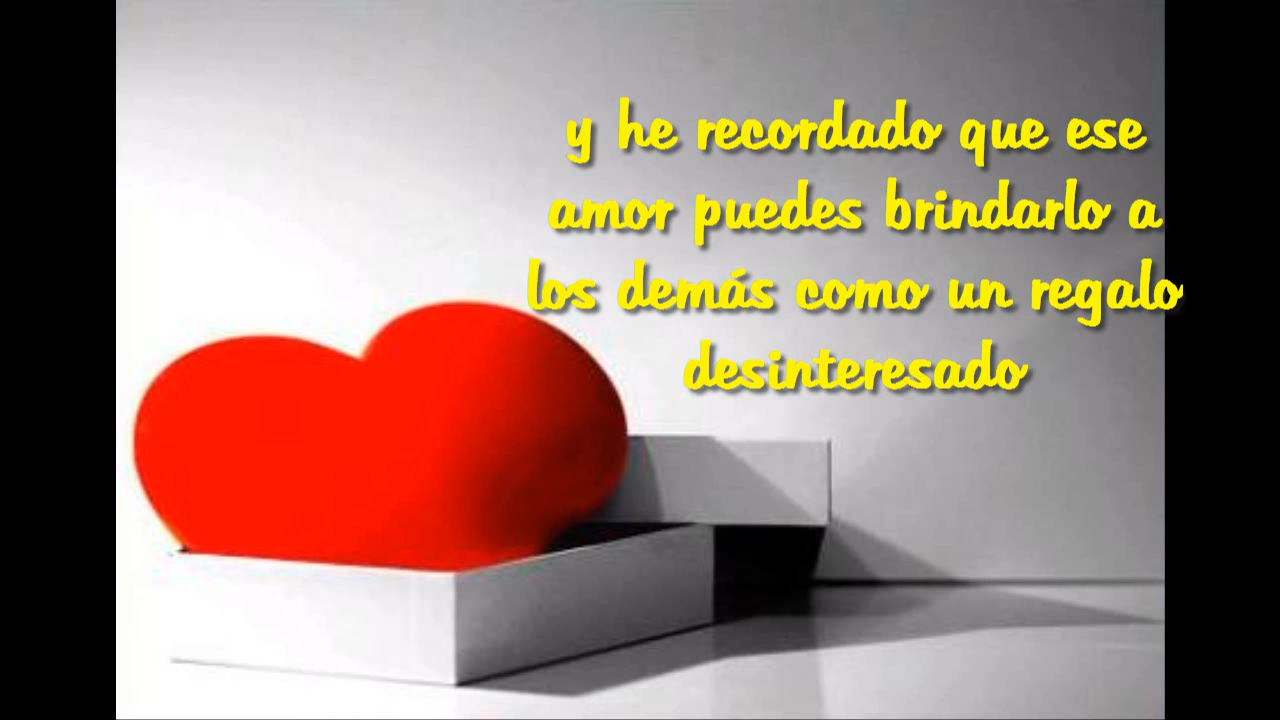 y he recordado que ese
amor puedes brindarlo a
los demás como un regalo
desinteresado